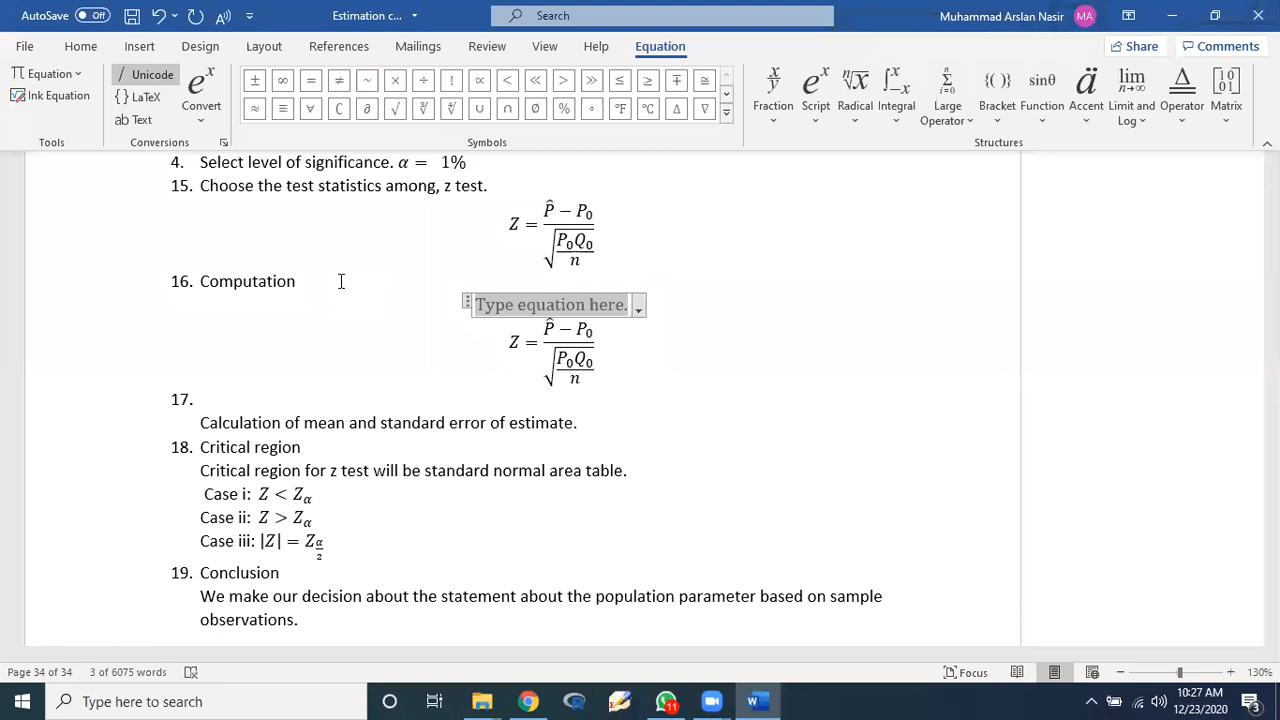 AutoSave Off Estimation c... Search Muhammad Arslan Nasir MA
File Home Insert Design Layout References Mailings Review View Help Equation Share Comments
Equation Unicode
Ink Equation LaTeX Convert
abText
Fraction Script Radical Integral Large Operator Bracket Function Accent Limit and Log Operator Matrix
Tools Conversions Symbols Structures
4. Select level of significance. α = 1%
15. Choose the test statistics among, z test.
Z = (P̂ − P₀) / √(P₀Q₀ / n)
16. Computation
Type equation here.
Z = (P̂ − P₀) / √(P₀Q₀ / n)
17.
Calculation of mean and standard error of estimate.
18. Critical region
Critical region for z test will be standard normal area table.
Case i: Z < Zα
Case ii: Z > Zα
Case iii: |Z| = Zα/2
19. Conclusion
We make our decision about the statement about the population parameter based on sample
observations.
Page 34 of 34 3 of 6075 words Focus 130%
Type here to search 11 10:27 AM
12/23/2020 3